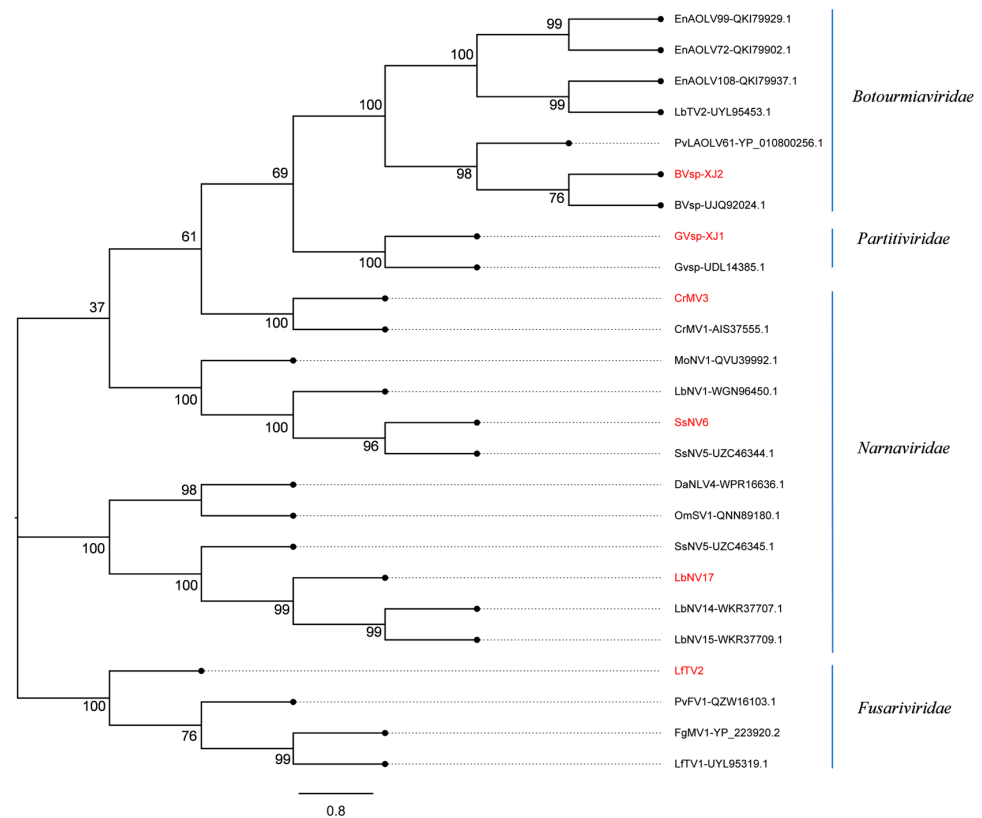 EnAOLV99-QKI79929.1
99
EnAOLV72-QKI79902.1
100
EnAOLV108-QKI79937.1
Botourmiaviridae
99
100
LbTV2-UYL95453.1
PvLAOLV61-YP_010800256.1
98
BVsp-XJ2
69
76
BVsp-UJQ92024.1
61
GVsp-XJ1
Partitiviridae
100
Gvsp-UDL14385.1
CrMV3
37
100
CrMV1-AIS37555.1
MoNV1-QVU39992.1
100
LbNV1-WGN96450.1
100
SsNV6
96
Narnaviridae
SsNV5-UZC46344.1
98
DaNLV4-WPR16636.1
OmSV1-QNN89180.1
100
SsNV5-UZC46345.1
100
LbNV17
99
LbNV14-WKR37707.1
99
LbNV15-WKR37709.1
LfTV2
100
PvFV1-QZW16103.1
Fusariviridae
76
FgMV1-YP_223920.2
99
LfTV1-UYL95319.1
0.8